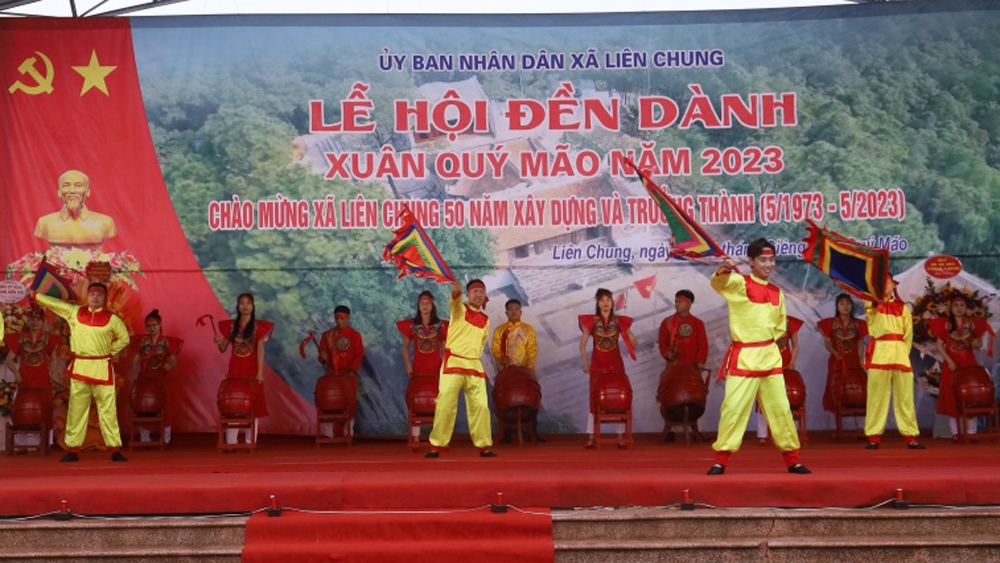 ỦY BAN NHÂN DÂN XÃ LIÊN CHUNG
LỄ HỘI ĐỀN DÀNH
XUÂN QUÝ MÃO NĂM 2023
CHÀO MỪNG XÃ LIÊN CHUNG 50 NĂM XÂY DỰNG VÀ TRƯỞNG THÀNH (5/1973 - 5/2023)
Liên Chung, ngày Mão